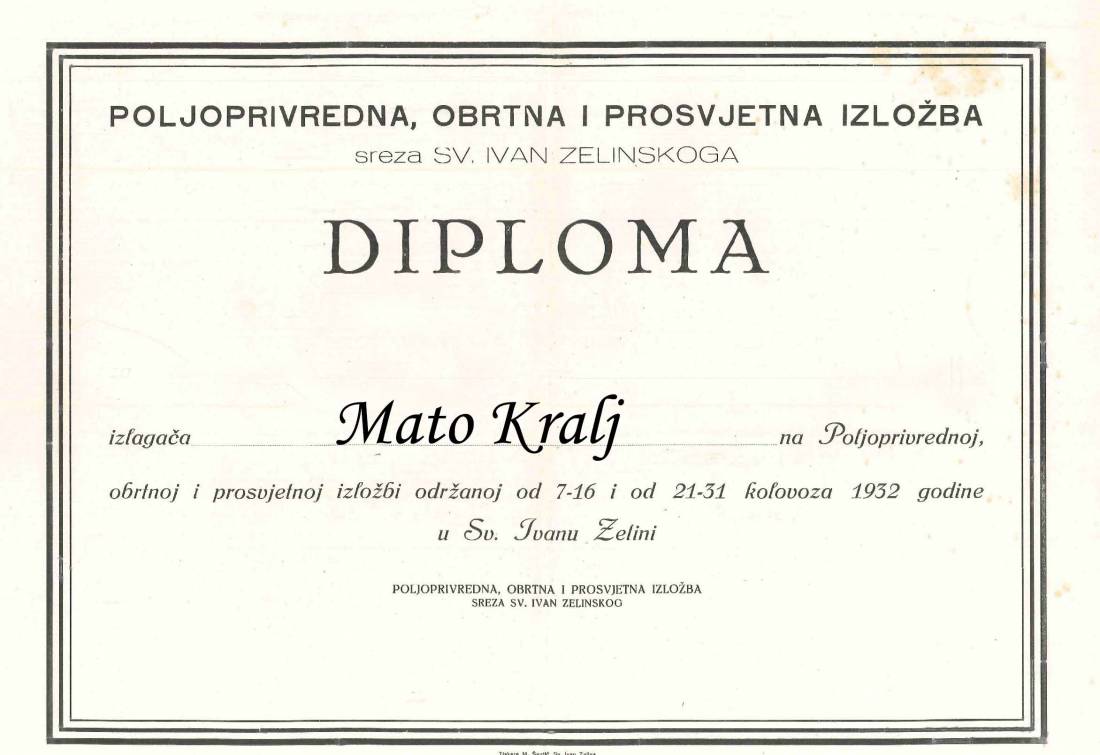 POLJOPRIVREDNA, OBRTNA I PROSVJETNA IZLOŽBA
sreza SV. IVAN ZELINSKOGA
DIPLOMA
izlagača Mato Kralj na Poljoprivrednoj,
obrtnoj i prosvjetnoj izložbi održanoj od 7-16 i od 21-31 kolovoza 1932 godine
u Sv. Ivanu Zelini
POLJOPRIVREDNA, OBRTNA I PROSVJETNA IZLOŽBA
SREZA SV. IVAN ZELINSKOG